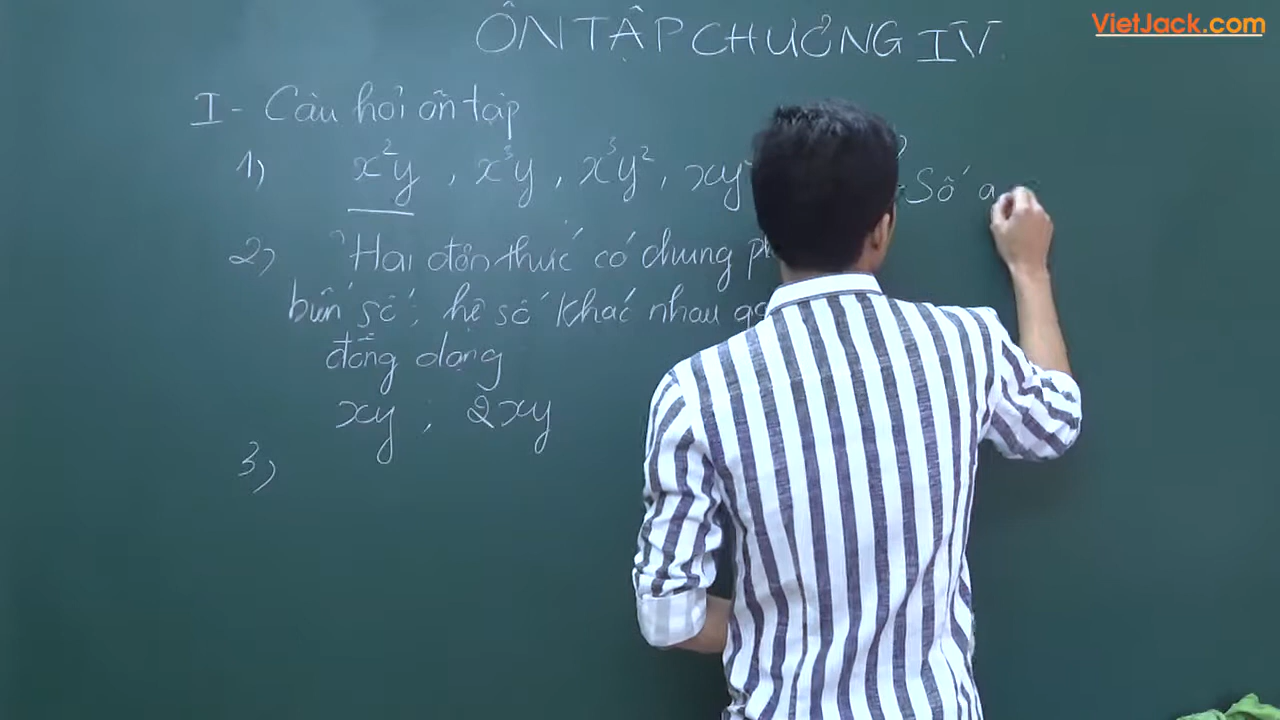 VietJack.com
ÔN TẬP CHƯƠNG IV
I - Câu hỏi ôn tập
1) x²y , x³y , x³y² , xy Số a
2) Hai đơn thức có chung
biến số, hệ số khác nhau
đồng dạng
xy ; 2xy
3)